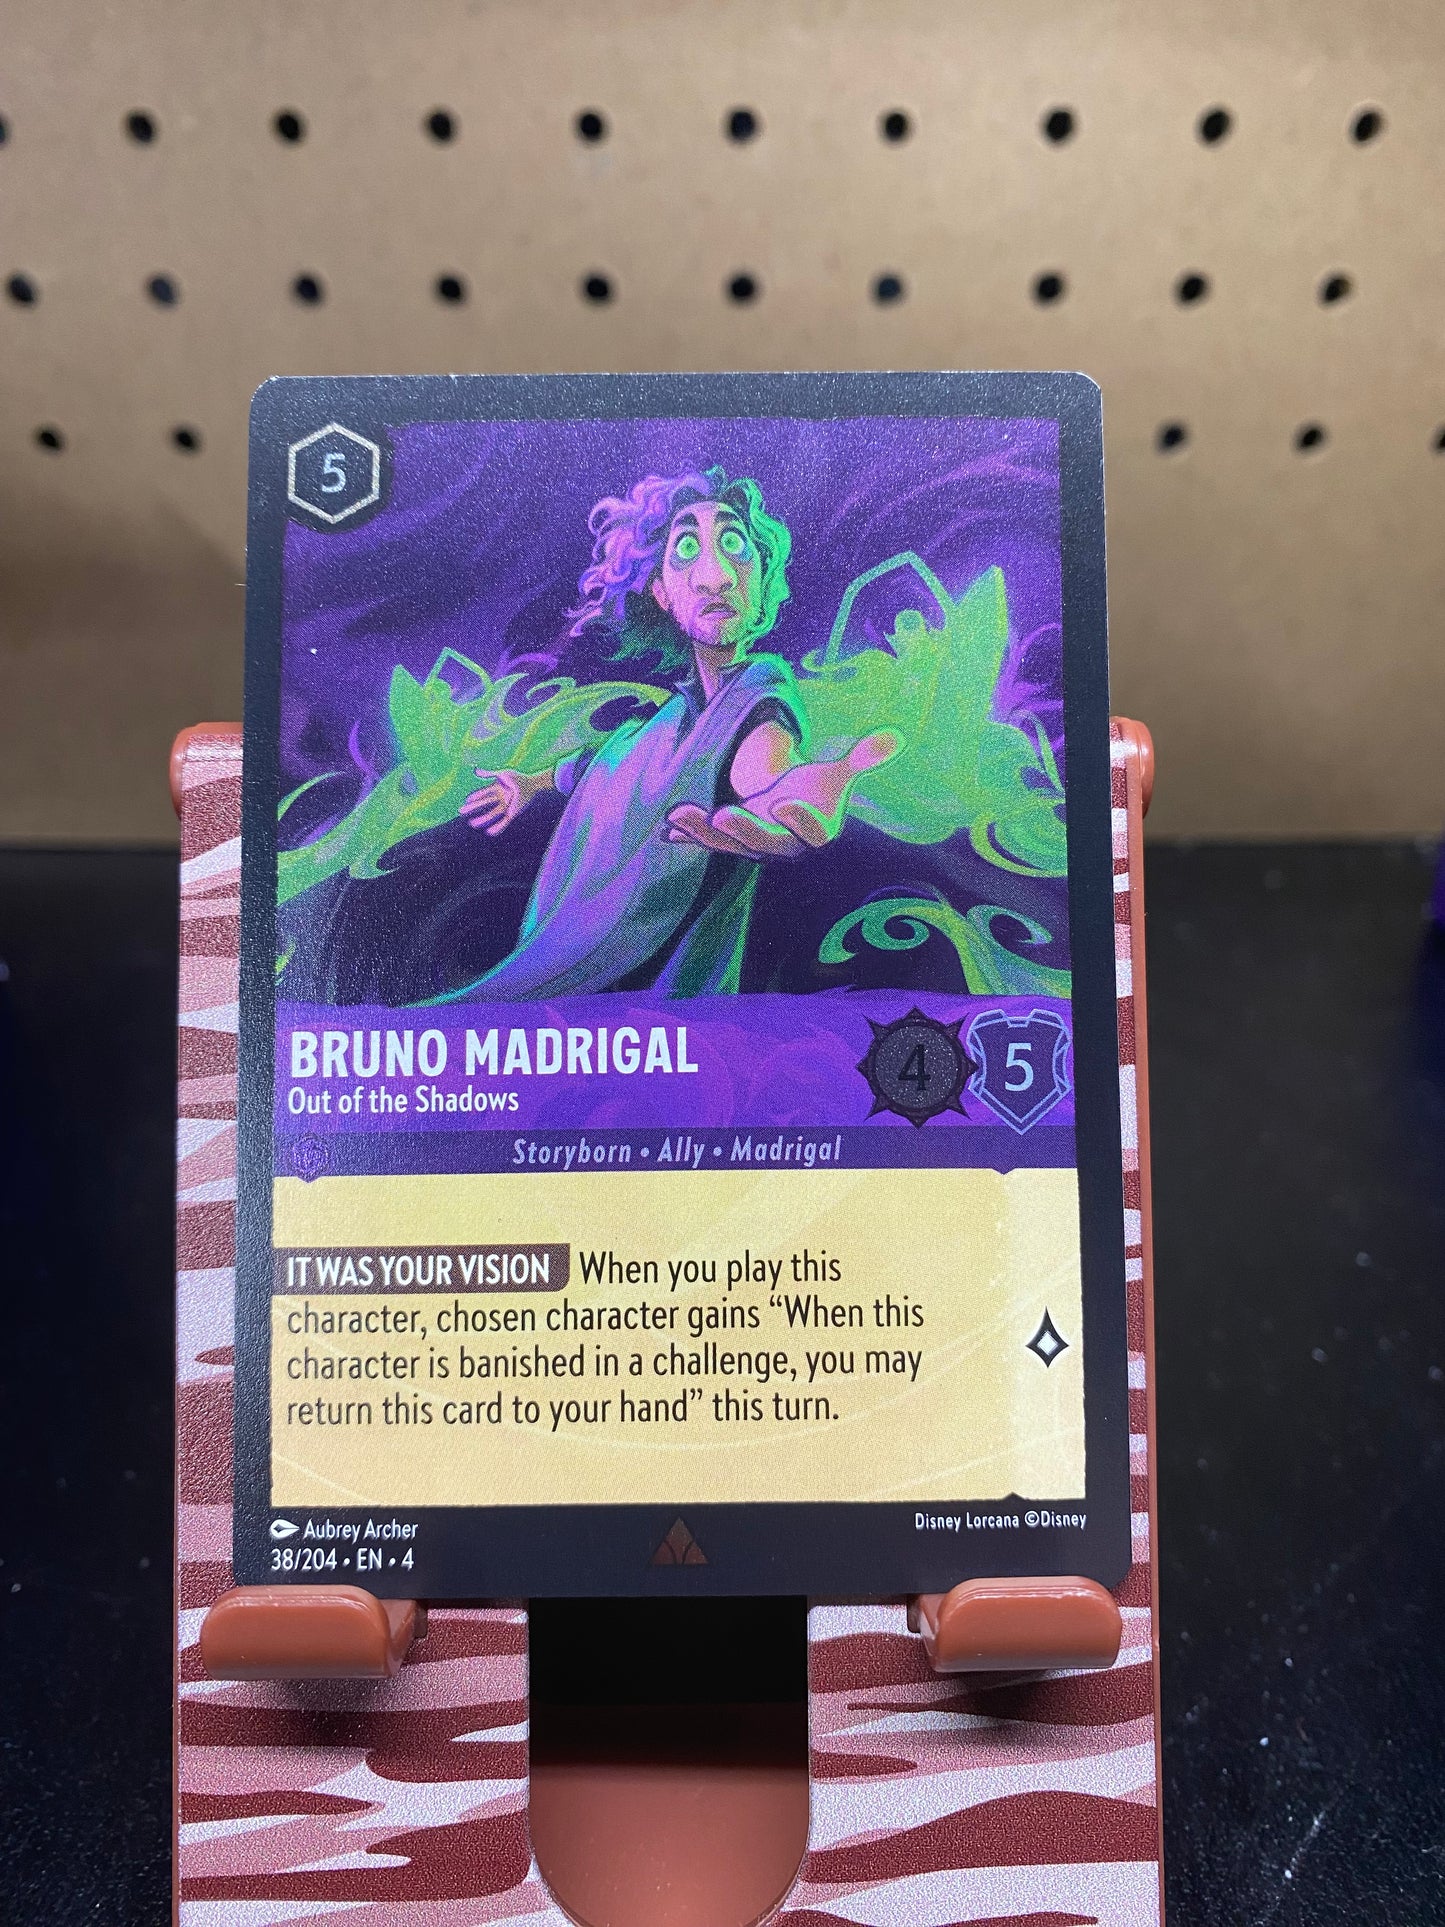 5
BRUNO MADRIGAL
Out of the Shadows
4 5
Storyborn • Ally • Madrigal
IT WAS YOUR VISION When you play this
character, chosen character gains “When this
character is banished in a challenge, you may
return this card to your hand” this turn.
Aubrey Archer
38/204 • EN • 4
Disney Lorcana ©Disney